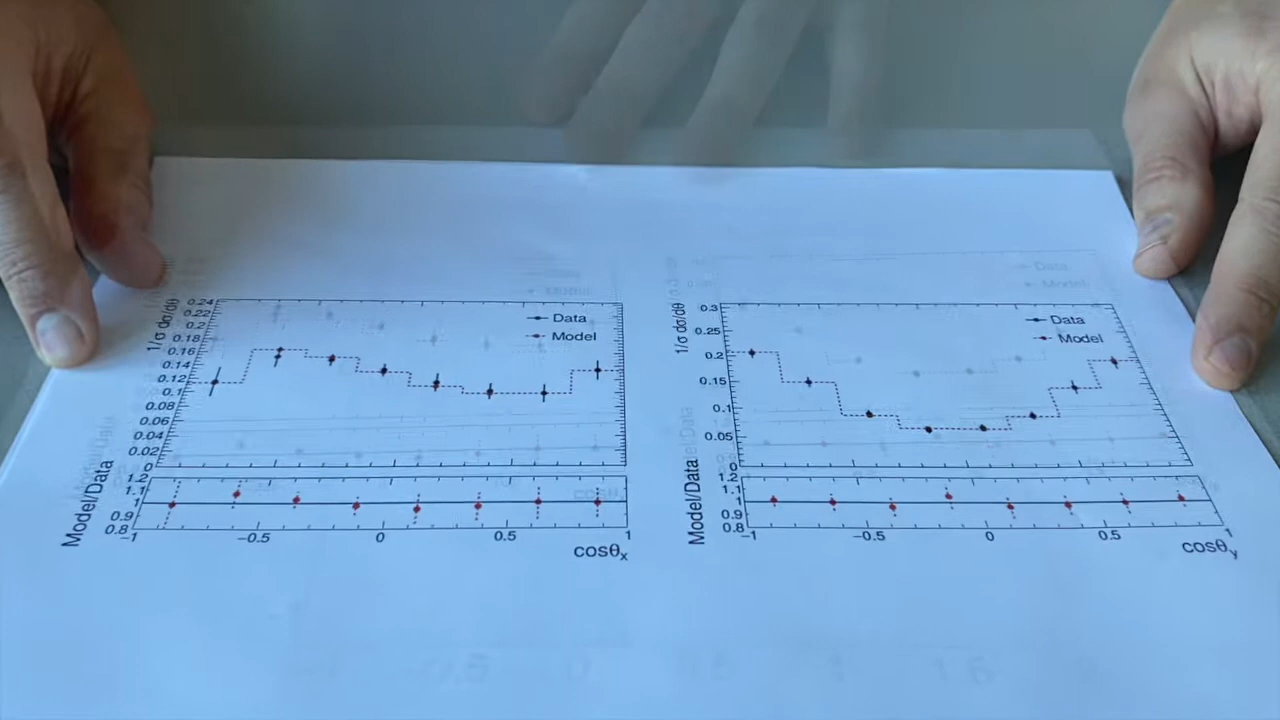 1/σ dσ/dθ
0.24
0.22
0.2
0.18
0.16
0.14
0.12
0.1
0.08
0.06
0.04
0.02
0
Data
Model
Model/Data
1.2
1.1
1
0.9
0.8
−1 −0.5 0 0.5 1
cosθx
1/σ dσ/dθ
0.3
0.25
0.2
0.15
0.1
0.05
0
Data
Model
Model/Data
1.2
1.1
1
0.9
0.8
−1 −0.5 0 0.5 1
cosθy